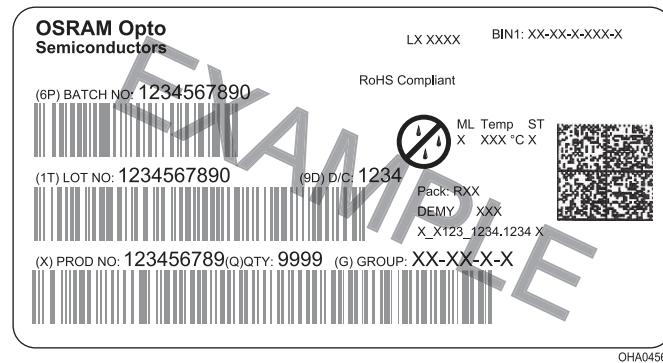 OSRAM Opto
Semiconductors
LX XXXX
BIN1: XX-XX-X-XXX-X
RoHS Compliant
(6P) BATCH NO: 1234567890
ML Temp ST
X XXX °C X
(1T) LOT NO: 1234567890 (9D) D/C: 1234
Pack: RXX
DEMY XXX
X_X123_1234.1234 X
(X) PROD NO: 123456789(Q)QTY: 9999 (G) GROUP: XX-XX-X-X
EXAMPLE